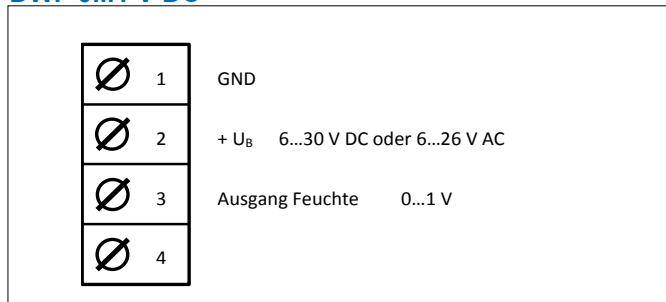 1 GND
2 + UB 6...30 V DC oder 6...26 V AC
3 Ausgang Feuchte 0...1 V
4